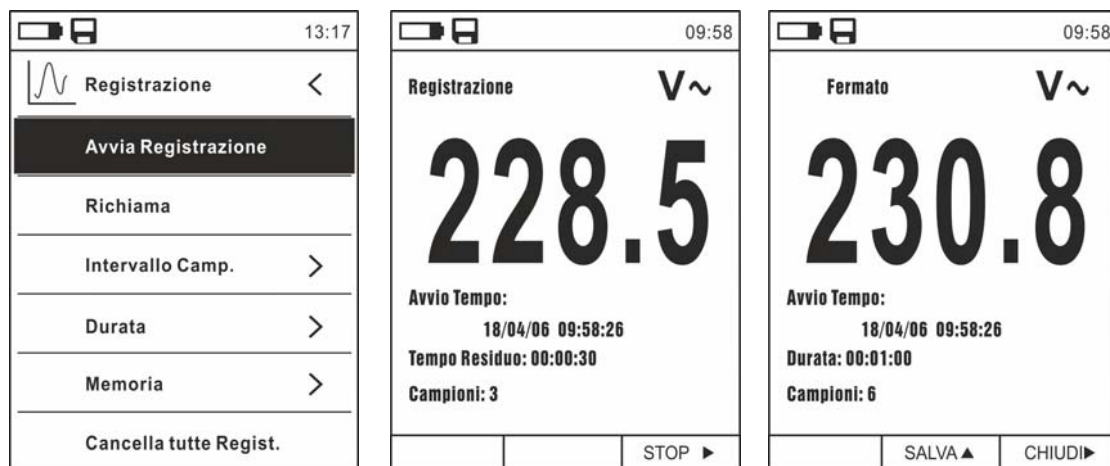 13:17
Registrazione <
Avvia Registrazione
Richiama
Intervallo Camp. >
Durata >
Memoria >
Cancella tutte Regist.
09:58
Registrazione V~
228.5
Avvio Tempo:
18/04/06 09:58:26
Tempo Residuo: 00:00:30
Campioni: 3
STOP ▶
09:58
Fermato V~
230.8
Avvio Tempo:
18/04/06 09:58:26
Durata: 00:01:00
Campioni: 6
SALVA▲ CHIUDI▶